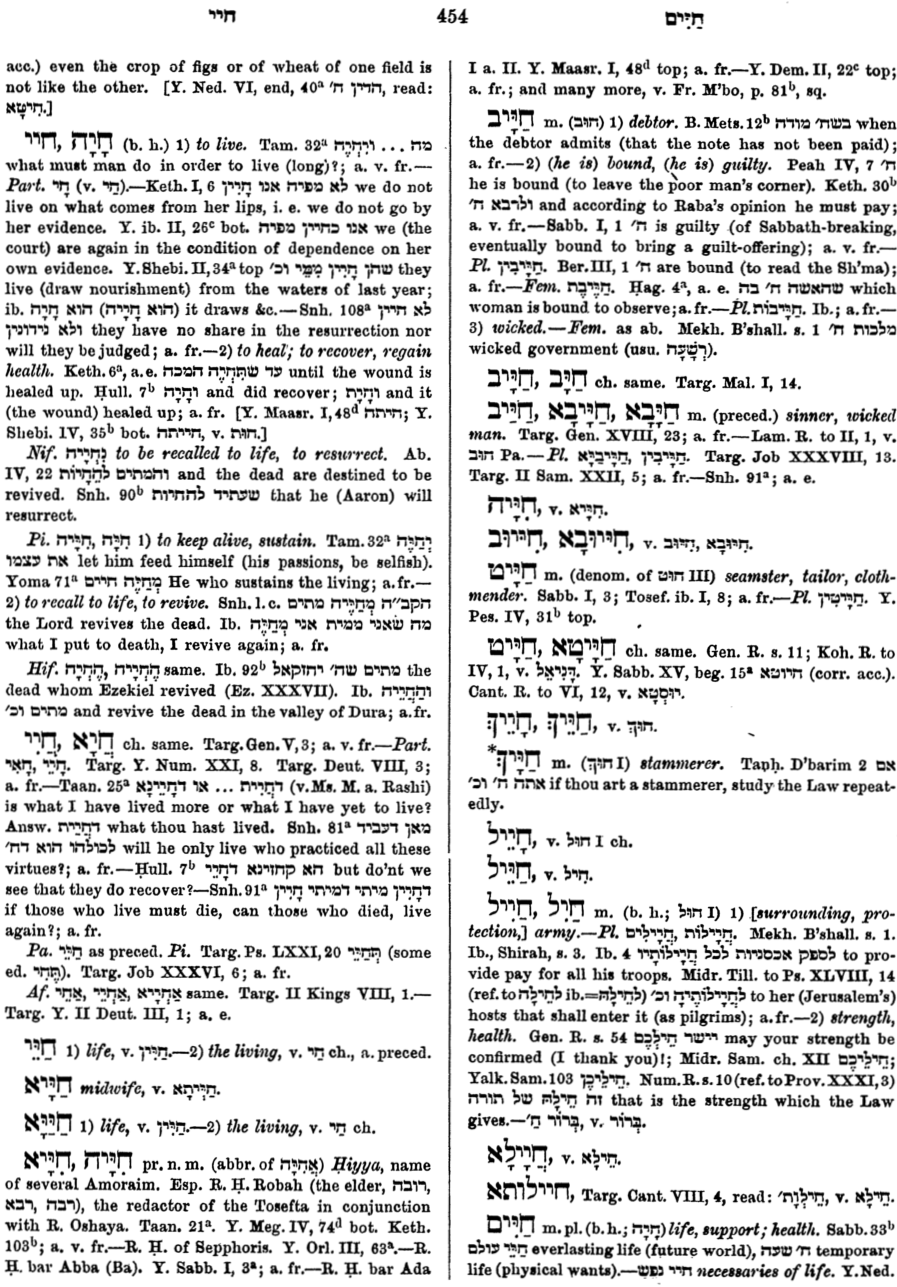 חיי 454 חַיִּים
acc.) even the crop of figs or of wheat of one field is
not like the other. [Y. Ned. VI, end, 40ᵃ הדין ח׳, read:
חִיטָּא.]
חָיָה, חיי (b. h.) 1) to live. Tam. 32ᵃ מה ... וְיִחְיֶה
what must man do in order to live (long)?; a. v. fr.—
Part. חָי (v. חַי).—Keth. I, 6 לא מפיה אנו חָיִין we do not
live on what comes from her lips, i. e. we do not go by
her evidence. Y. ib. II, 26ᶜ bot. אנו כחיין מפיה we (the
court) are again in the condition of dependence on her
own evidence. Y. Shebi. II, 34ᵃ top שהן חָיִין מִמֵּי וכ׳ they
live (draw nourishment) from the waters of last year;
ib. הוא חָיָה (הוא חָיֶיה) it draws &c.—Snh. 108ᵃ לא חיין
ולא נידונין they have no share in the resurrection nor
will they be judged; a. fr.—2) to heal; to recover, regain
health. Keth. 6ᵃ, a. e. עד שֶׁתִּחְיֶה המכה until the wound is
healed up. Ḥull. 7ᵇ וְחָיָה and did recover; וְחָיְת and it
(the wound) healed up; a. fr. [Y. Maasr. I, 48ᵈ חייתה; Y.
Shebi. IV, 35ᵇ bot. חייתה, v. חוּת.]
Nif. נֶחְיֶיה to be recalled to life, to resurrect. Ab.
IV, 22 והמתים לְהֵחָיוֹת and the dead are destined to be
revived. Snh. 90ᵇ שעתיד להחיות that he (Aaron) will
resurrect.
Pi. חִיָּה, חִיֶּיה 1) to keep alive, sustain. Tam. 32ᵃ יְחַיֶּה
את עצמו let him feed himself (his passions, be selfish).
Yoma 71ᵃ מְחַיֶּה חיים He who sustains the living; a. fr.—
2) to recall to life, to revive. Snh. l. c. הקב״ה מְחַיֶּיה מתים
the Lord revives the dead. Ib. מה שאני ממית אני מְחַיֶּה
what I put to death, I revive again; a. fr.
Hif. הֶחְיָה, הֶחְיֶיה same. Ib. 92ᵇ מתים שה׳ יחזקאל the
dead whom Ezekiel revived (Ez. XXXVII). Ib. וְהַחֲיֵיה
מתים וכ׳ and revive the dead in the valley of Dura; a. fr.
חֲיָא, חֲיִי ch. same. Targ. Gen. V, 3; a. v. fr.—Part.
חָיֵי, חָאֵי. Targ. Y. Num. XXI, 8. Targ. Deut. VIII, 3;
a. fr.—Taan. 25ᵃ דחֲיַית ... או דחָיֵינָא (v. Ms. M. a. Rashi)
is what I have lived more or what I have yet to live?
Answ. דחֲיַית what thou hast lived. Snh. 81ᵃ מאן דעביד
לכולהו הוא דח׳ will he only live who practiced all these
virtues?; a. fr.—Ḥull. 7ᵇ הא קחזינא דחָיֵי but do'nt we
see that they do recover?—Snh. 91ᵃ דחָיִין מיתי דמיתי חָיִין
if those who live must die, can those who died, live
again?; a. fr.
Pa. חַיֵּי as preced. Pi. Targ. Ps. LXXI, 20 תְּחַיֵּי (some
ed. תֶּחֱי). Targ. Job XXXVI, 6; a. fr.
Af. אַחֲיָיא, אַחֲיֵי, אַחֵי same. Targ. II Kings VIII, 1.—
Targ. Y. II Deut. III, 1; a. e.
חַיֵּי 1) life, v. חַיִּין.—2) the living, v. חַי ch., a. preced.
חַיָּיא midwife, v. חַיְּתָא.
חַיַּיָּא 1) life, v. חַיִּין.—2) the living, v. חַי ch.
חִיָּיה, חִיָּיא pr. n. m. (abbr. of אֲחִיָּה) Ḥiyya, name
of several Amoraim. Esp. R. Ḥ. Robah (the elder, רובה,
רבה, רבא), the redactor of the Tosefta in conjunction
with R. Oshaya. Taan. 21ᵃ. Y. Meg. IV, 74ᵈ bot. Keth.
103ᵇ; a. v. fr.—R. Ḥ. of Sepphoris. Y. Orl. III, 63ᵃ.—R.
Ḥ. bar Abba (Ba). Y. Sabb. I, 3ᵃ; a. fr.—R. Ḥ. bar Ada
I a. II. Y. Maasr. I, 48ᵈ top; a. fr.—Y. Dem. II, 22ᶜ top;
a. fr.; and many more, v. Fr. M'bo, p. 81ᵇ, sq.
חַיָּיב m. (חוּב) 1) debtor. B. Mets. 12ᵇ בשח׳ מודה when
the debtor admits (that the note has not been paid);
a. fr.—2) (he is) bound, (he is) guilty. Peah IV, 7 ח׳
he is bound (to leave the poor man's corner). Keth. 30ᵇ
ולרבא ח׳ and according to Raba's opinion he must pay;
a. v. fr.—Sabb. I, 1 ח׳ is guilty (of Sabbath-breaking,
eventually bound to bring a guilt-offering); a. v. fr.—
Pl. חַיָּיבִין. Ber. III, 1 ח׳ are bound (to read the Sh'ma);
a. fr.—Fem. חַיֶּיבֶת. Ḥag. 4ᵃ, a. e. שהאשה ח׳ בה which
woman is bound to observe; a. fr.—Pl. חַיָּיבוֹת. Ib.; a. fr.—
3) wicked.—Fem. as ab. Mekh. B'shall. s. 1 מלכות ח׳
wicked government (usu. רְשָׁעָה).
חַיָּיב, חַיָּב ch. same. Targ. Mal. I, 14.
חַיָּיב, חַיָּיבָא, חַיָּבָא m. (preced.) sinner, wicked
man. Targ. Gen. XVIII, 23; a. fr.—Lam. R. to II, 1, v.
חוּב Pa.—Pl. חַיָּיבִין, חַיָּיבַיָּא. Targ. Job XXXVIII, 13.
Targ. II Sam. XXII, 5; a. fr.—Snh. 91ᵃ; a. e.
חִיָּיה, v. חִיָּיא.
חִיּיוּב, חִיּיוּבָא, v. חִיּוּב, חִיּוּבָא.
חַיָּיט m. (denom. of חוּט III) seamster, tailor, cloth-
mender. Sabb. I, 3; Tosef. ib. I, 8; a. fr.—Pl. חַיָּיטִין. Y.
Pes. IV, 31ᵇ top.
חַיָּיט, חַיָּיטָא ch. same. Gen. R. s. 11; Koh. R. to
IV, 1, v. דָּנִיֵּאל. Y. Sabb. XV, beg. 15ᵃ חיוטא (corr. acc.).
Cant. R. to VI, 12, v. יוּסְטָא.
חָיֵיךְ, חַיֵּיךְ, v. חוּךְ.
חַיָּיךְ* m. (חוּךְ I) stammerer. Tanḥ. D'barim 2 אם
אתה ח׳ וכ׳ if thou art a stammerer, study the Law repeat-
edly.
חָיֵיל, v. חוּל I ch.
חַיֵּיל, v. חִיל.
חַיִל, חַיִיל m. (b. h.; חוּל I) 1) [surrounding, pro-
tection,] army.—Pl. חֲיָילִים, חֲיָילוֹת. Mekh. B'shall. s. 1.
Ib., Shirah, s. 3. Ib. 4 לספק אכסניות לכל חֲיָילוֹתָיו to pro-
vide pay for all his troops. Midr. Till. to Ps. XLVIII, 14
(ref. to לחילה ib.=לְחֵילָהּ) לַחֲיָילוֹתֶיהָ וכ׳ to her (Jerusalem's)
hosts that shall enter it (as pilgrims); a. fr.—2) strength,
health. Gen. R. s. 54 יישר חֵילְכֶם may your strength be
confirmed (I thank you)!; Midr. Sam. ch. XII חֵילֵיכֶם;
Yalk. Sam. 103 חֵילֵיכֶן. Num. R. s. 10 (ref. to Prov. XXXI, 3)
זה חֵילָהּ של תורה that is the strength which the Law
gives.—בְּרוֹר ח׳, v. בְּרוֹר.
חֲיָילָא, v. חֵילָא.
חיילותא, Targ. Cant. VIII, 4, read: חֵילְוָת׳, v. חֵילָא.
חַיִּים m. pl. (b. h.; חָיָה) life, support; health. Sabb. 33ᵇ
חַיֵּי עולם everlasting life (future world), ח׳ שעה temporary
life (physical wants).—חיי נפש necessaries of life. Y. Ned.